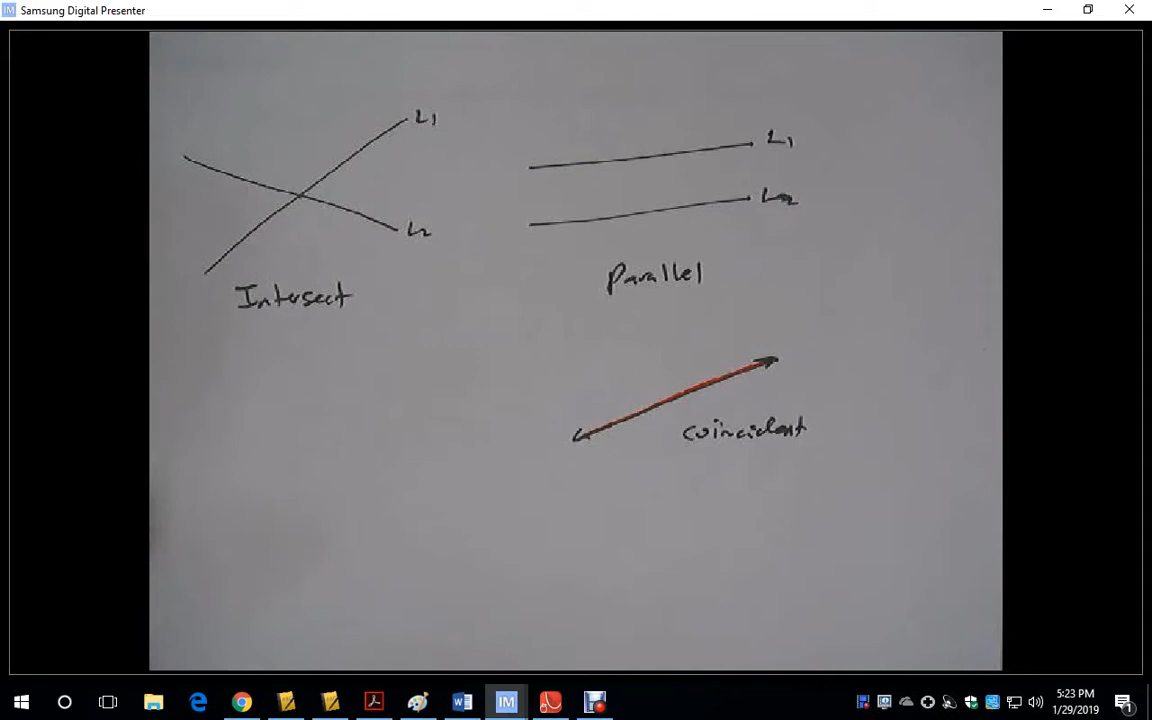 Samsung Digital Presenter
L1
L1
L2
L2
Intersect
Parallel
coincident
5:23 PM
1/29/2019